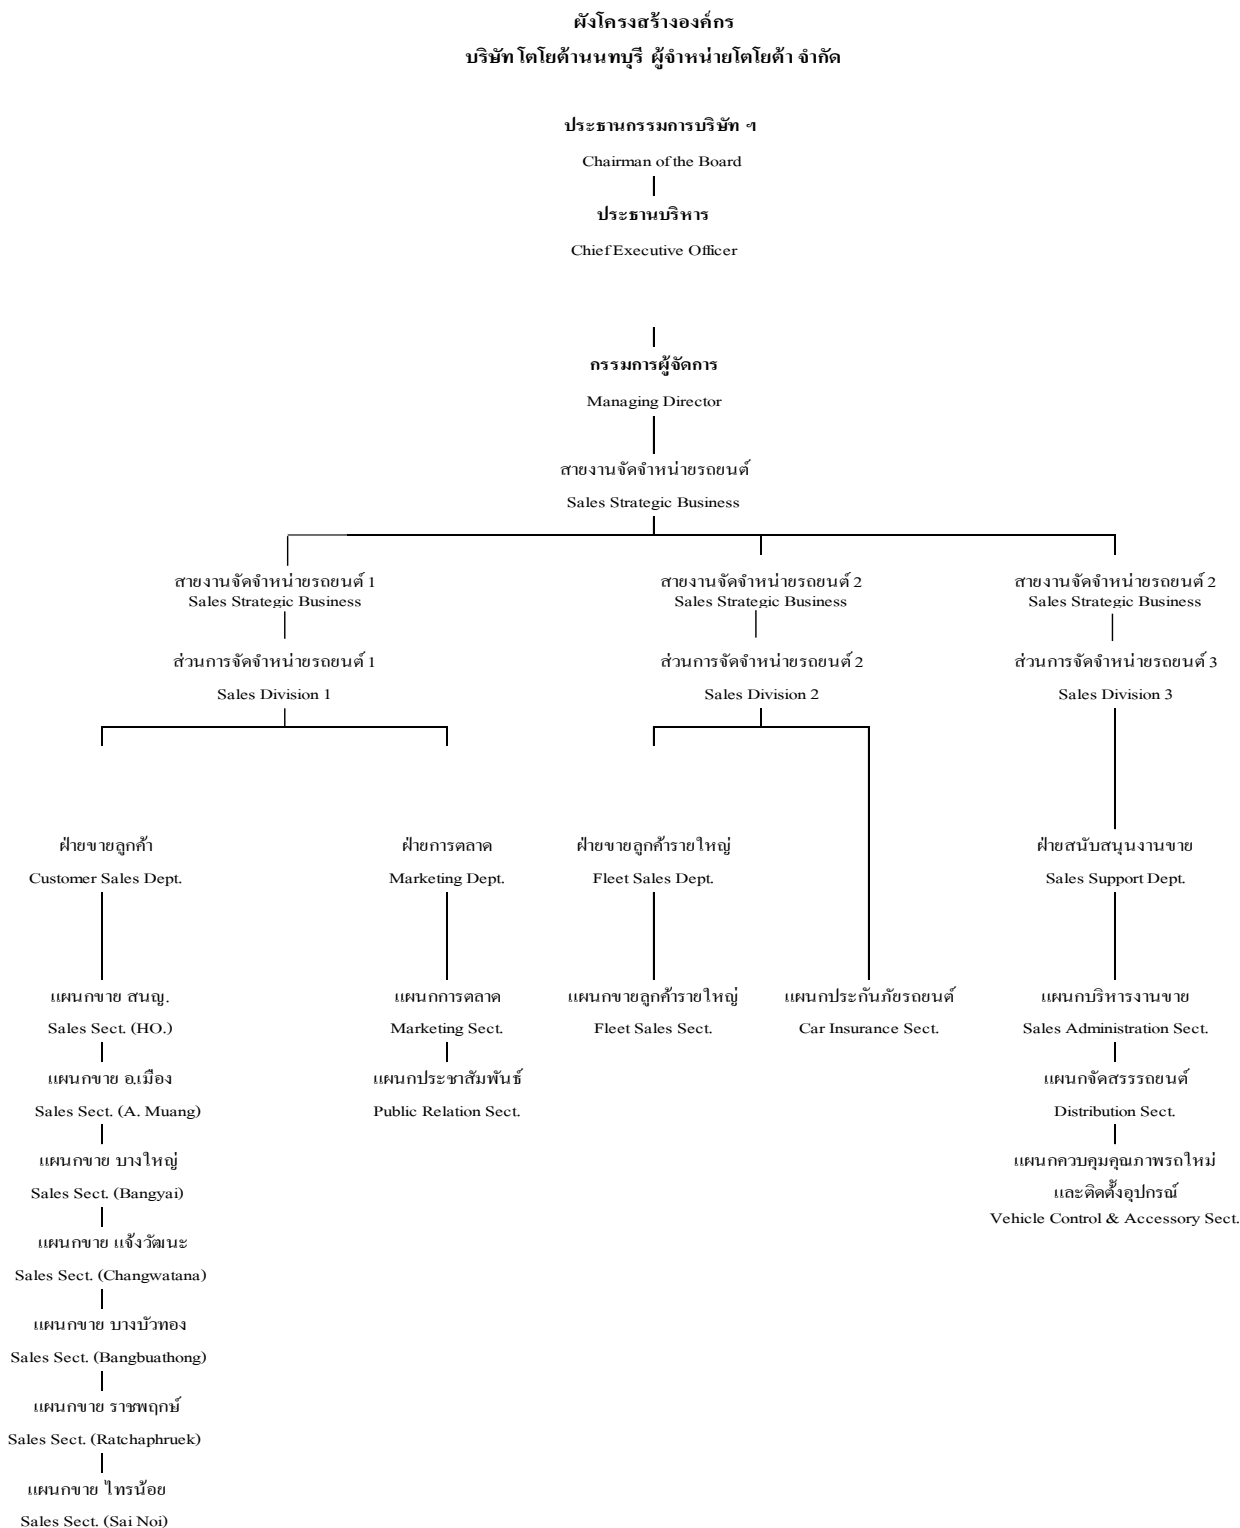 ผังโครงสร้างองค์กร
บริษัท โตโยต้านนทบุรี ผู้จำหน่ายโตโยต้า จำกัด
ประธานกรรมการบริษัท ฯ
Chairman of the Board
ประธานบริหาร
Chief Executive Officer
กรรมการผู้จัดการ
Managing Director
สายงานจัดจำหน่ายรถยนต์
Sales Strategic Business
สายงานจัดจำหน่ายรถยนต์ 1
Sales Strategic Business
สายงานจัดจำหน่ายรถยนต์ 2
Sales Strategic Business
สายงานจัดจำหน่ายรถยนต์ 2
Sales Strategic Business
ส่วนการจัดจำหน่ายรถยนต์ 1
Sales Division 1
ส่วนการจัดจำหน่ายรถยนต์ 2
Sales Division 2
ส่วนการจัดจำหน่ายรถยนต์ 3
Sales Division 3
ฝ่ายขายลูกค้า
Customer Sales Dept.
ฝ่ายการตลาด
Marketing Dept.
ฝ่ายขายลูกค้ารายใหญ่
Fleet Sales Dept.
ฝ่ายสนับสนุนงานขาย
Sales Support Dept.
แผนกขาย สนญ.
Sales Sect. (HO.)
แผนกการตลาด
Marketing Sect.
แผนกขายลูกค้ารายใหญ่
Fleet Sales Sect.
แผนกประกันภัยรถยนต์
Car Insurance Sect.
แผนกบริหารงานขาย
Sales Administration Sect.
แผนกขาย อ.เมือง
Sales Sect. (A. Muang)
แผนกประชาสัมพันธ์
Public Relation Sect.
แผนกจัดสรรรถยนต์
Distribution Sect.
แผนกขาย บางใหญ่
Sales Sect. (Bangyai)
แผนกควบคุมคุณภาพรถใหม่
และติดตั้งอุปกรณ์
Vehicle Control & Accessory Sect.
แผนกขาย แจ้งวัฒนะ
Sales Sect. (Changwatana)
แผนกขาย บางบัวทอง
Sales Sect. (Bangbuathong)
แผนกขาย ราชพฤกษ์
Sales Sect. (Ratchaphruek)
แผนกขาย ไทรน้อย
Sales Sect. (Sai Noi)